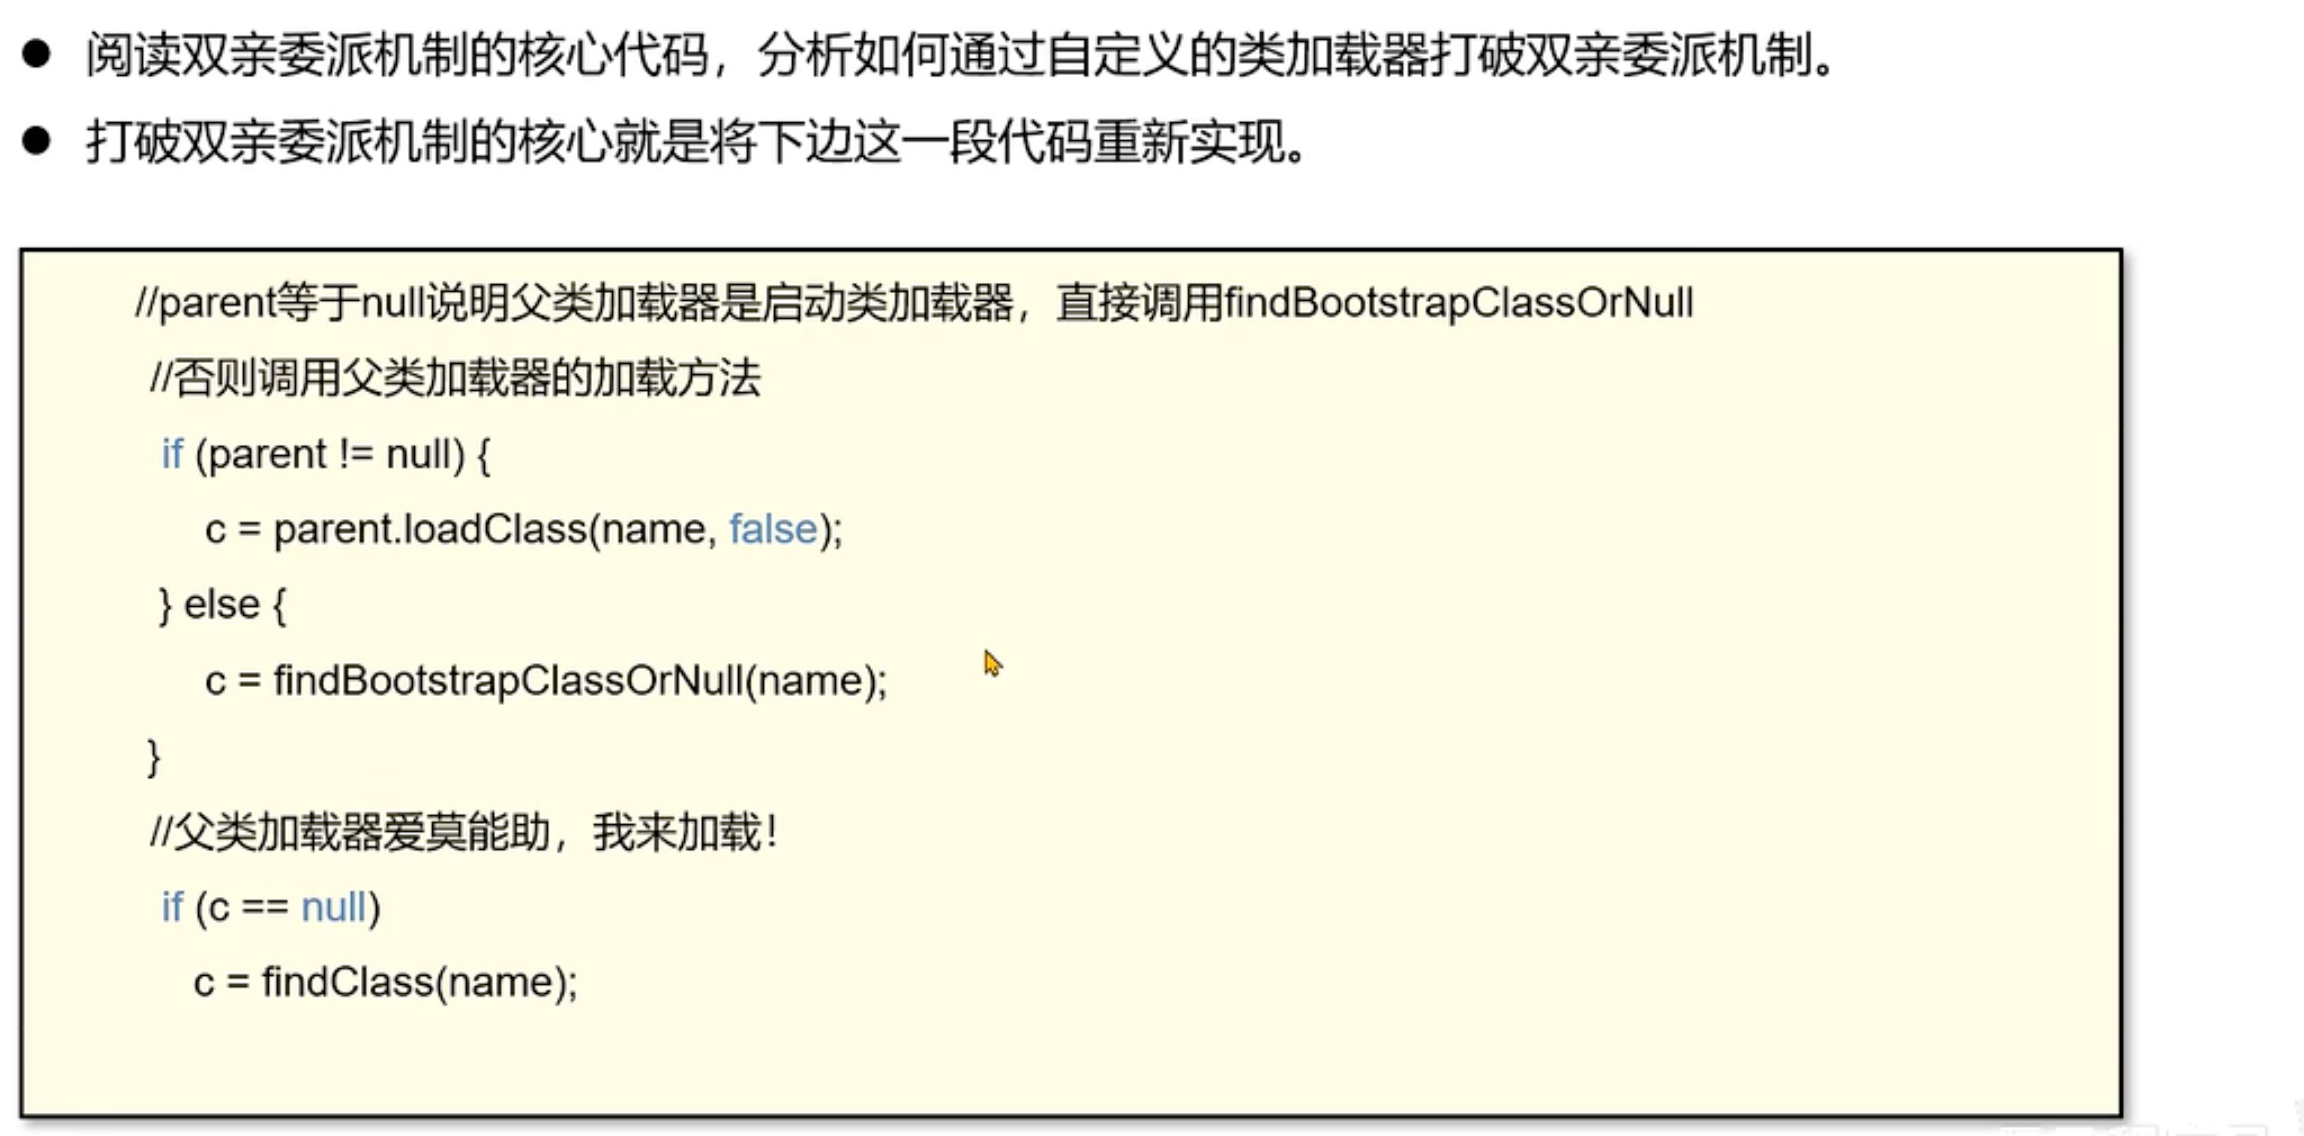 ● 阅读双亲委派机制的核心代码，分析如何通过自定义的类加载器打破双亲委派机制。
● 打破双亲委派机制的核心就是将下边这一段代码重新实现。
//parent等于null说明父类加载器是启动类加载器，直接调用findBootstrapClassOrNull
//否则调用父类加载器的加载方法
if (parent != null) {
c = parent.loadClass(name, false);
} else {
c = findBootstrapClassOrNull(name);
}
//父类加载器爱莫能助，我来加载！
if (c == null)
c = findClass(name);